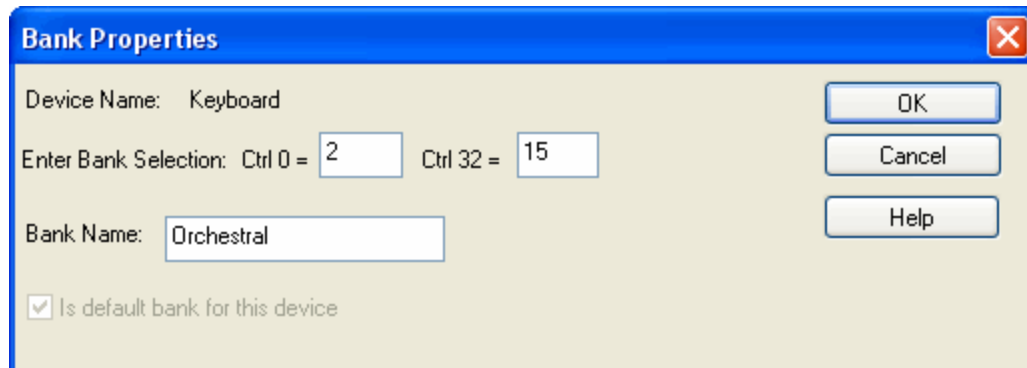 Bank Properties
Device Name: Keyboard
OK
Enter Bank Selection: Ctrl 0 = 2 Ctrl 32 = 15
Cancel
Bank Name: Orchestral
Help
Is default bank for this device